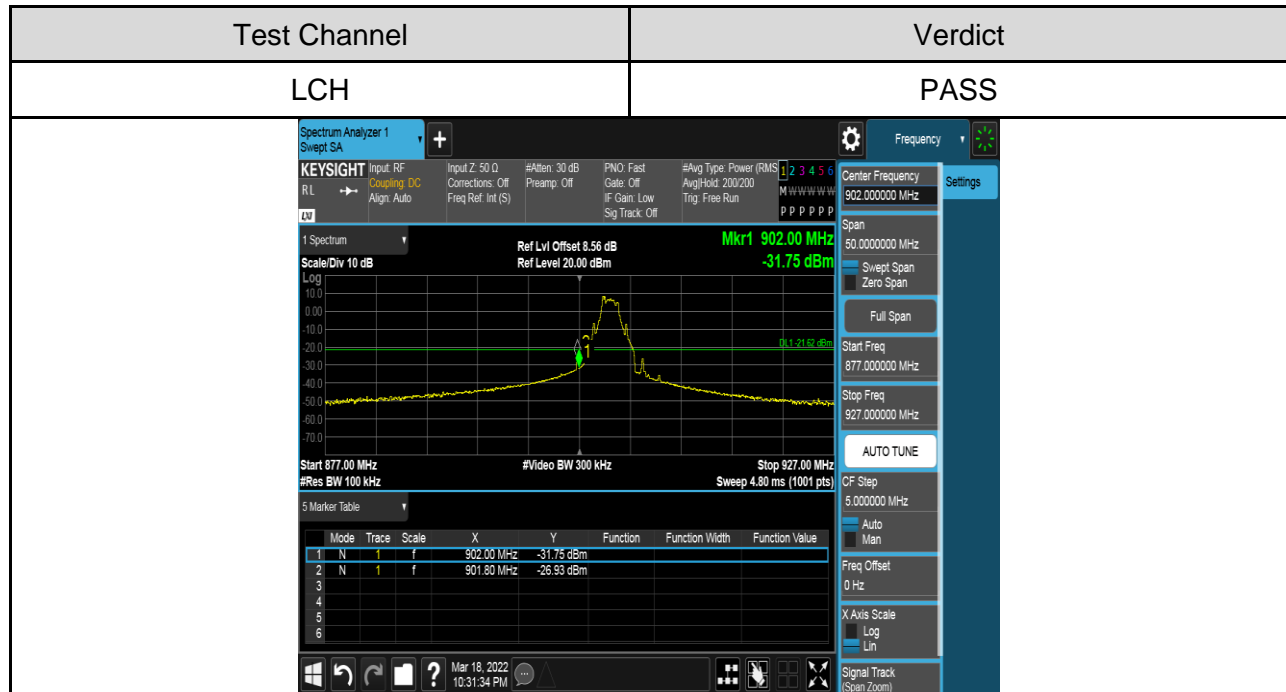 Test Channel Verdict
LCH PASS
Spectrum Analyzer 1
Swept SA
Frequency
KEYSIGHT Input: RF Input Z: 50 Ω #Atten: 30 dB PNO: Fast #Avg Type: Power (RMS 1 2 3 4 5 6
RL Coupling: DC Corrections: Off Preamp: Off Gate: Off Avg|Hold: 200/200 M W W W W W
Align: Auto Freq Ref: Int (S) IF Gain: Low Trig: Free Run
LXI Sig Track: Off P P P P P P
Center Frequency Settings
902.000000 MHz
1 Spectrum
Ref Lvl Offset 8.56 dB Mkr1 902.00 MHz
Scale/Div 10 dB Ref Level 20.00 dBm -31.75 dBm
Span
50.0000000 MHz
Swept Span
Zero Span
Full Span
Log
10.0
0.00
-10.0
-20.0 DL1 -21.62 dBm
-30.0
-40.0
-50.0
-60.0
-70.0
2
1
Start Freq
877.000000 MHz
Stop Freq
927.000000 MHz
AUTO TUNE
Start 877.00 MHz #Video BW 300 kHz Stop 927.00 MHz
#Res BW 100 kHz Sweep 4.80 ms (1001 pts)
CF Step
5.000000 MHz
Auto
Man
5 Marker Table
Mode Trace Scale X Y Function Function Width Function Value
1 N 1 f 902.00 MHz -31.75 dBm
2 N 1 f 901.80 MHz -26.93 dBm
3
4
5
6
Freq Offset
0 Hz
X Axis Scale
Log
Lin
Signal Track
(Span Zoom)
? Mar 18, 2022
10:31:34 PM